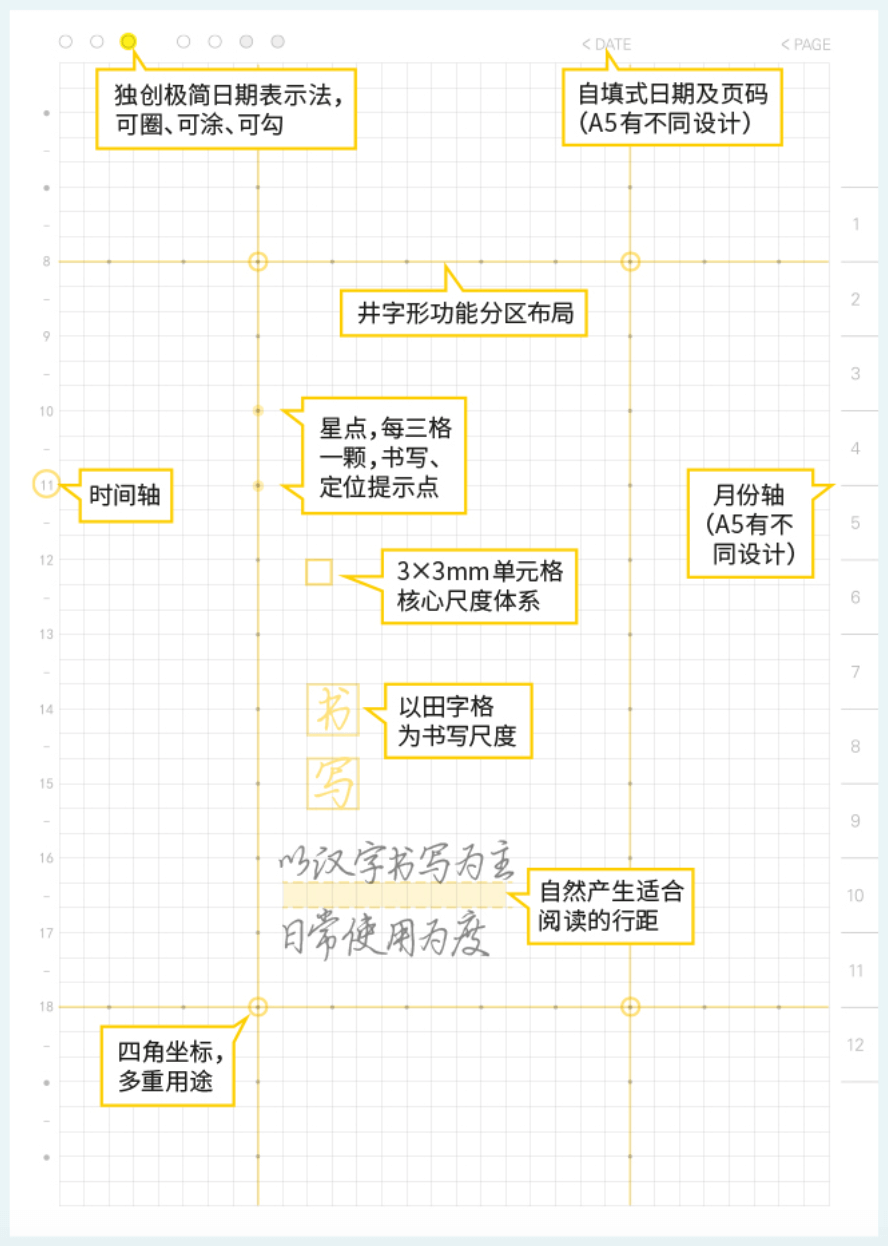 < DATE
< PAGE
独创极简日期表示法，
可圈、可涂、可勾
自填式日期及页码
（A5有不同设计）
1
8
井字形功能分区布局
2
9
3
10
星点，每三格
一颗，书写、
定位提示点
4
11
时间轴
月份轴
（A5有不
同设计）
5
12
3×3mm单元格
核心尺度体系
6
13
7
14
书
以田字格
为书写尺度
8
15
写
9
16
以汉字书写为主
自然产生适合
阅读的行距
10
17
日常使用为度
11
18
四角坐标，
多重用途
12